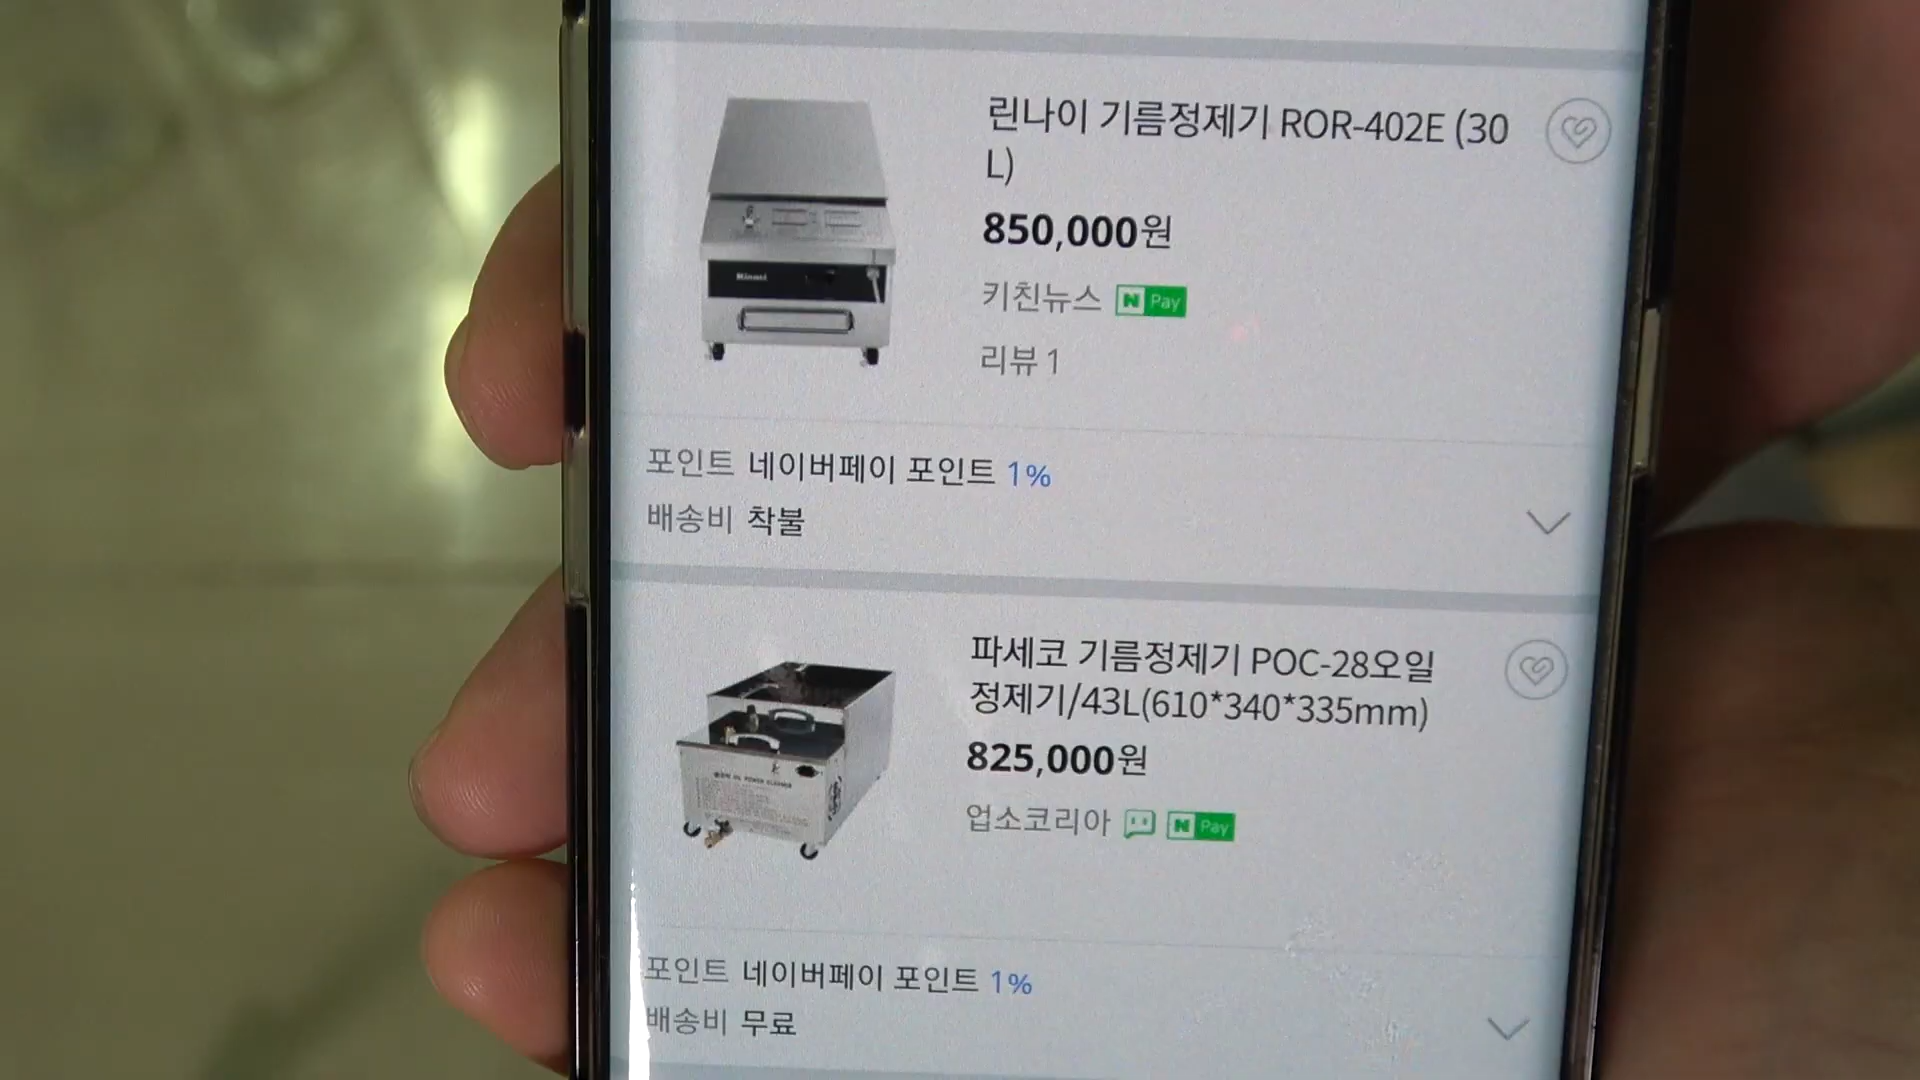 린나이 기름정제기 ROR-402E (30
L)
850,000원
키친뉴스 N Pay
리뷰 1
Rinnai
포인트 네이버페이 포인트 1%
배송비 착불
파세코 기름정제기 POC-28오일
정제기/43L(610*340*335mm)
825,000원
업소코리아 N Pay
OIL POWER CLEANER
포인트 네이버페이 포인트 1%
배송비 무료